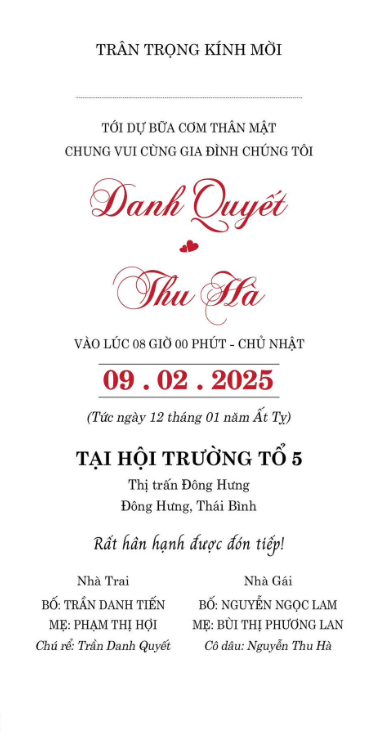 TRÂN TRỌNG KÍNH MỜI
TỚI DỰ BỮA CƠM THÂN MẬT
CHUNG VUI CÙNG GIA ĐÌNH CHÚNG TÔI
Danh Quyết
Thu Hà
VÀO LÚC 08 GIỜ 00 PHÚT - CHỦ NHẬT
09 . 02 . 2025
(Tức ngày 12 tháng 01 năm Ất Tỵ)
TẠI HỘI TRƯỜNG TỔ 5
Thị trấn Đông Hưng
Đông Hưng, Thái Bình
Rất hân hạnh được đón tiếp!
Nhà Trai
BỐ: TRẦN DANH TIẾN
MẸ: PHẠM THỊ HỢI
Chú rể: Trần Danh Quyết
Nhà Gái
BỐ: NGUYỄN NGỌC LAM
MẸ: BÙI THỊ PHƯƠNG LAN
Cô dâu: Nguyễn Thu Hà